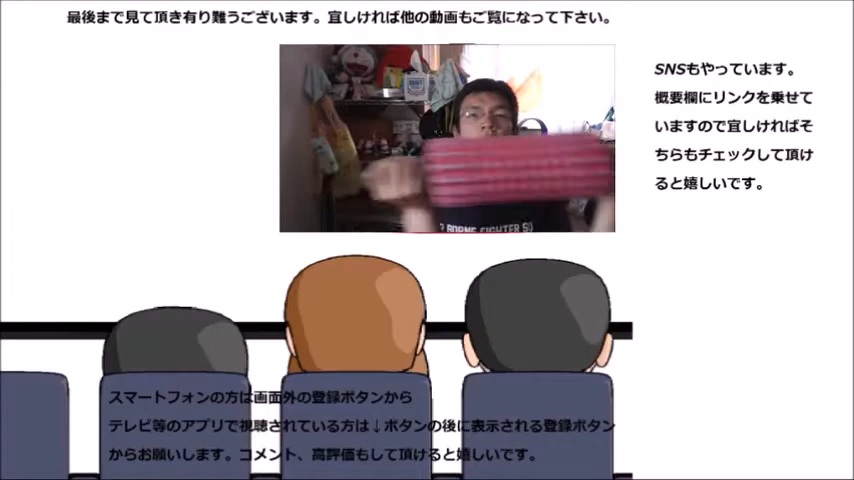 最後まで見て頂き有り難うございます。宜しければ他の動画もご覧になって下さい。
SNSもやっています。
概要欄にリンクを乗せて
いますので宜しければそ
ちらもチェックして頂け
ると嬉しいです。
スマートフォンの方は画面外の登録ボタンから
テレビ等のアプリで視聴されている方は↓ボタンの後に表示される登録ボタン
からお願いします。コメント、高評価もして頂けると嬉しいです。